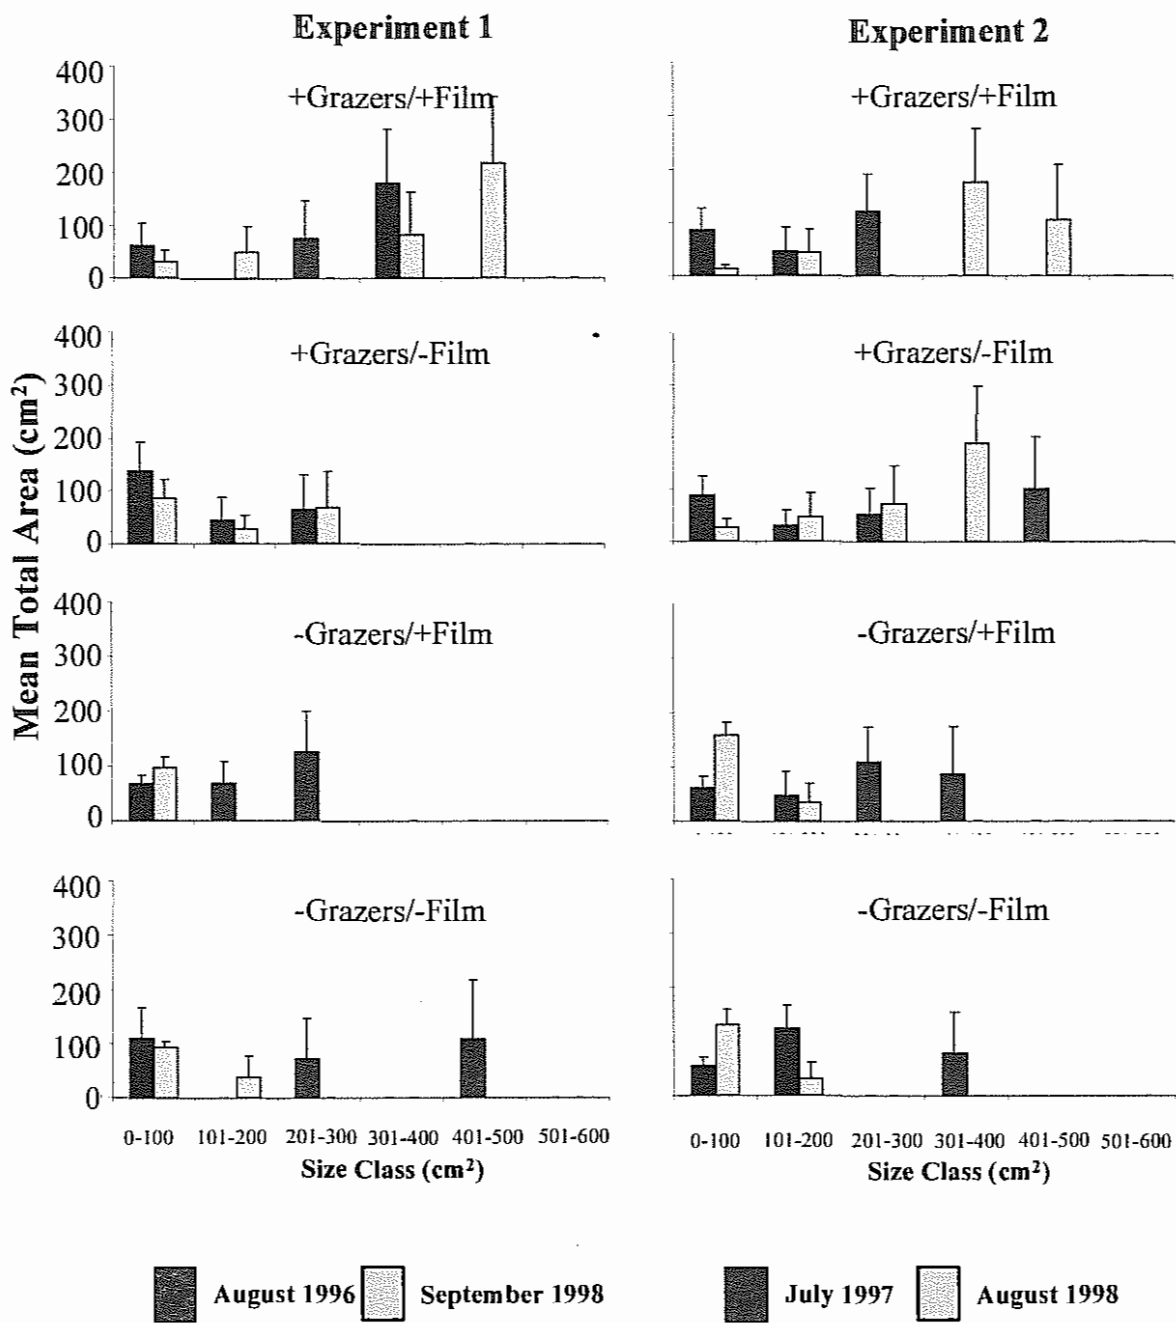 Experiment 1
Experiment 2
Mean Total Area (cm²)
400
300
200
100
0
+Grazers/+Film
+Grazers/+Film
400
300
200
100
0
+Grazers/-Film
+Grazers/-Film
400
300
200
100
0
-Grazers/+Film
-Grazers/+Film
400
300
200
100
0
-Grazers/-Film
-Grazers/-Film
0-100 101-200 201-300 301-400 401-500 501-600
0-100 101-200 201-300 301-400 401-500 501-600
Size Class (cm²)
Size Class (cm²)
August 1996 September 1998
July 1997 August 1998